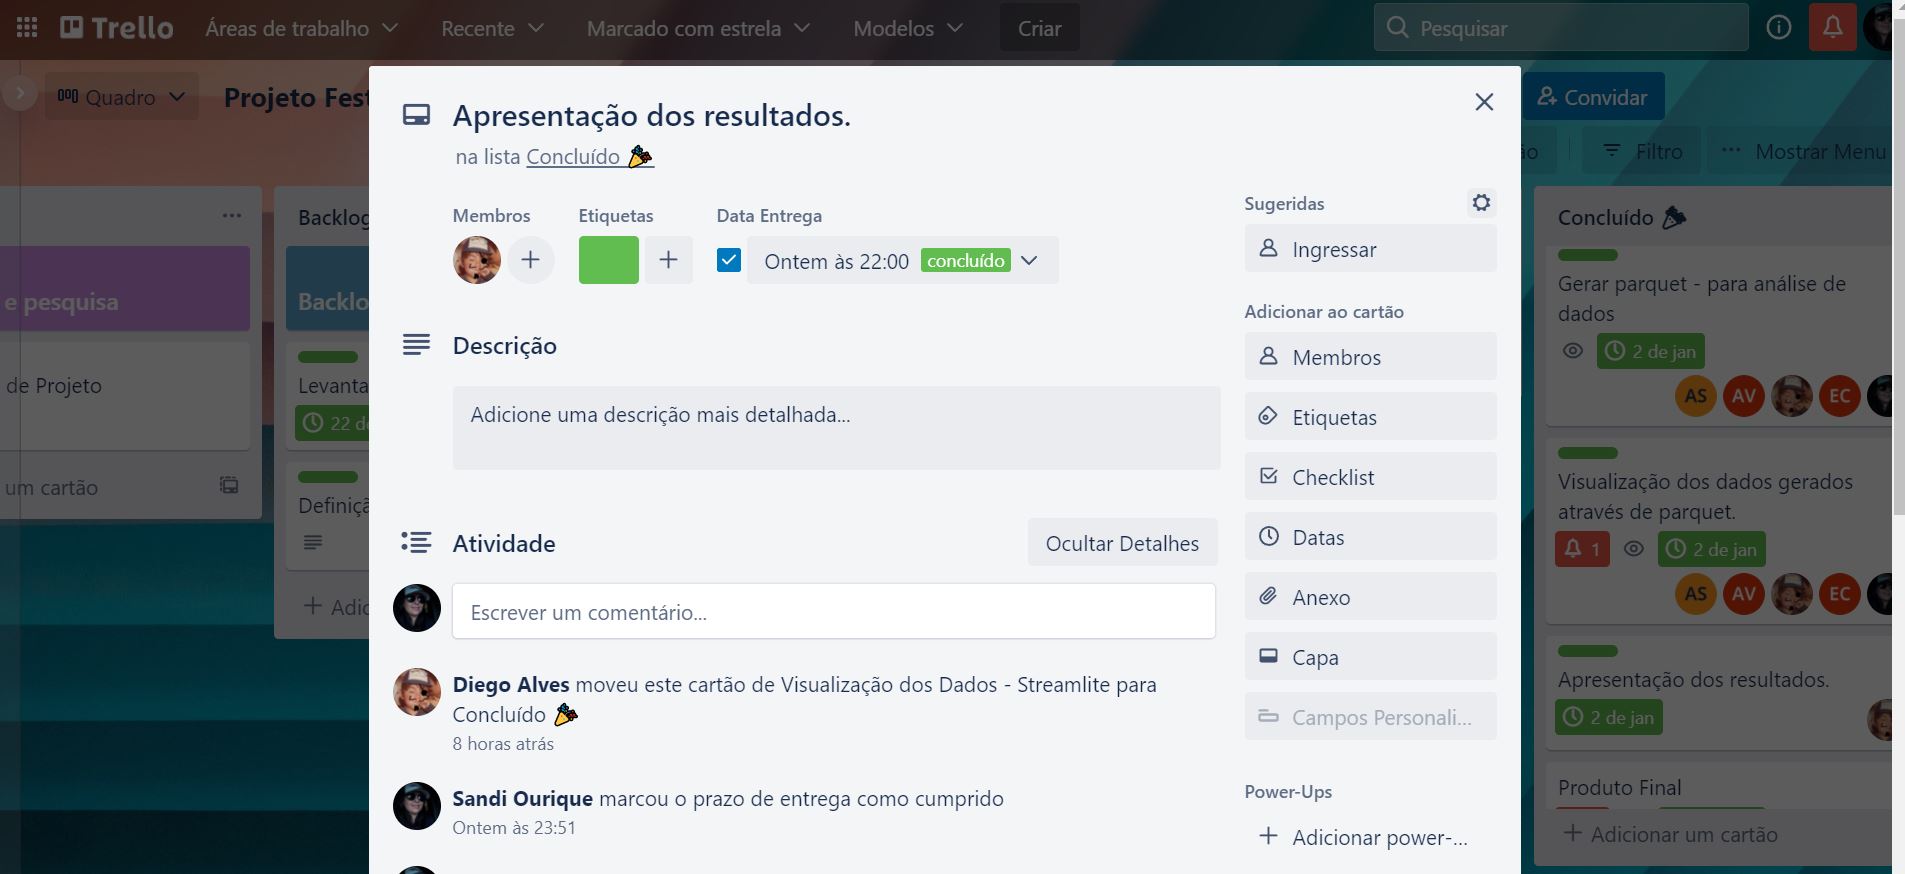 Trello
Áreas de trabalho
Recente
Marcado com estrela
Modelos
Criar
Pesquisar
Quadro
Projeto Fest
Convidar
ão
Filtro
Mostrar Menu
e pesquisa
de Projeto
um cartão
Backlog
Backlo
Levanta
22 d
Definiçã
Adic
Apresentação dos resultados.
na lista Concluído
Membros
Etiquetas
Data Entrega
Ontem às 22:00 concluído
Descrição
Adicione uma descrição mais detalhada...
Atividade
Ocultar Detalhes
Escrever um comentário...
Diego Alves moveu este cartão de Visualização dos Dados - Streamlite para
Concluído
8 horas atrás
Sandi Ourique marcou o prazo de entrega como cumprido
Ontem às 23:51
Sugeridas
Ingressar
Adicionar ao cartão
Membros
Etiquetas
Checklist
Datas
Anexo
Capa
Campos Personali...
Power-Ups
Adicionar power-...
Concluído
Gerar parquet - para análise de
dados
2 de jan
AS AV EC
Visualização dos dados gerados
através de parquet.
1 2 de jan
AS AV EC
Apresentação dos resultados.
2 de jan
Produto Final
Adicionar um cartão